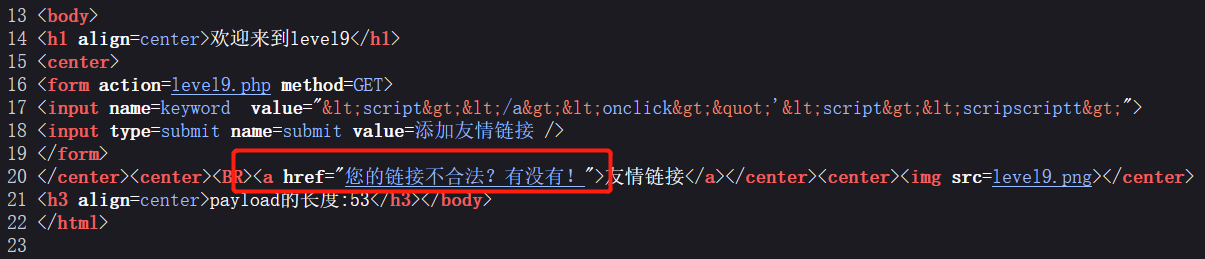 13 <body>
14 <h1 align=center>欢迎来到level9</h1>
15 <center>
16 <form action=level9.php method=GET>
17 <input name=keyword  value="&lt;script&gt;&lt;/a&gt;&lt;onclick&gt;&quot;'&lt;script&gt;&lt;scripscriptt&gt;">
18 <input type=submit name=submit value=添加友情链接 />
19 </form>
20 </center><center><BR><a href="您的链接不合法？有没有！">友情链接</a></center><center><img src=level9.png></center>
21 <h3 align=center>payload的长度:53</h3></body>
22 </html>
23